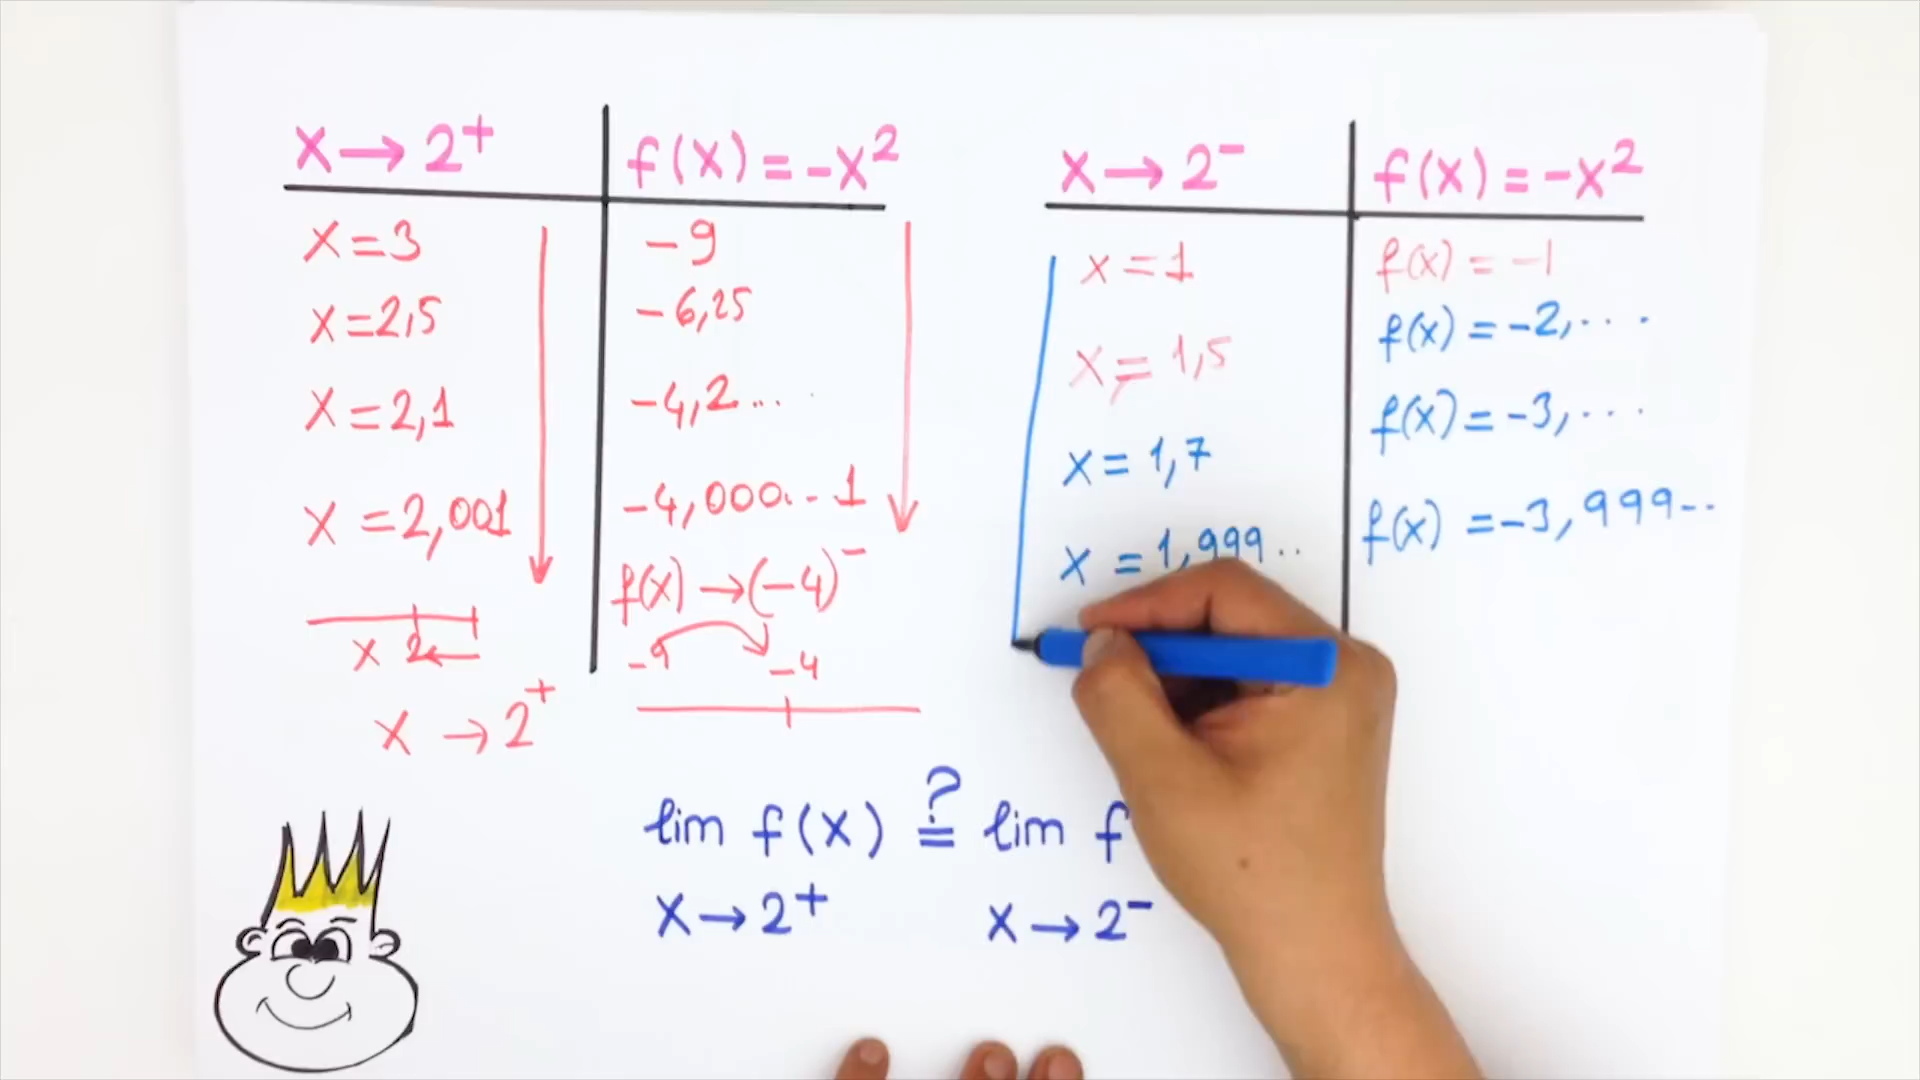 x → 2⁺
f(x) = -x²
x = 3
-9
x = 2,5
-6,25
x = 2,1
-4,2...
x = 2,001
-4,000..-1
f(x) → (-4)⁻
-9
-4
x 2
x → 2⁺
x → 2⁻
f(x) = -x²
x = 1
f(x) = -1
x = 1,5
f(x) = -2,...
x = 1,7
f(x) = -3,...
x = 1,999..
f(x) = -3,999..
lim f(x) ≟ lim f
x → 2⁺ x → 2⁻